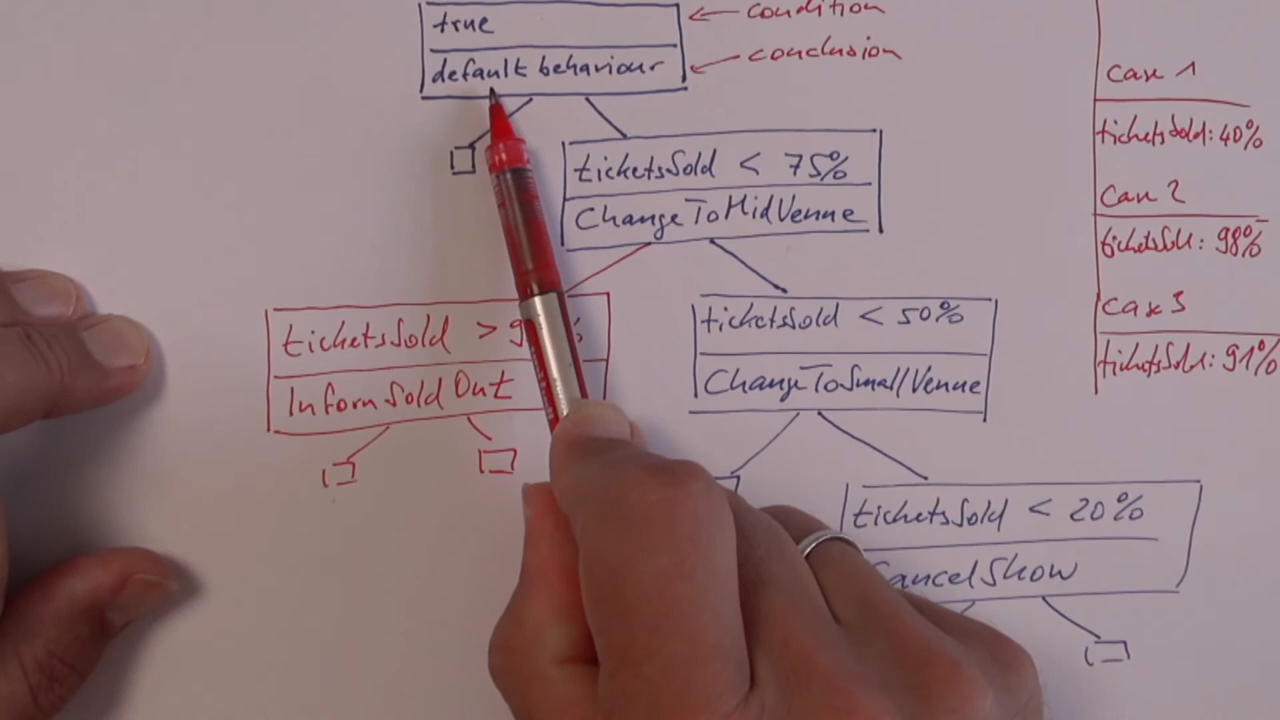 true
condition
default behaviour
conclusion
ticketsSold < 75%
ChangeToMidVenue
ticketsSold > 9 %
InformSoldOut
ticketsSold < 50%
ChangeToSmallVenue
ticketsSold < 20%
CancelShow
case 1
ticketsSold: 40%
case 2
ticketsSold: 98%
case 3
ticketsSold: 91%